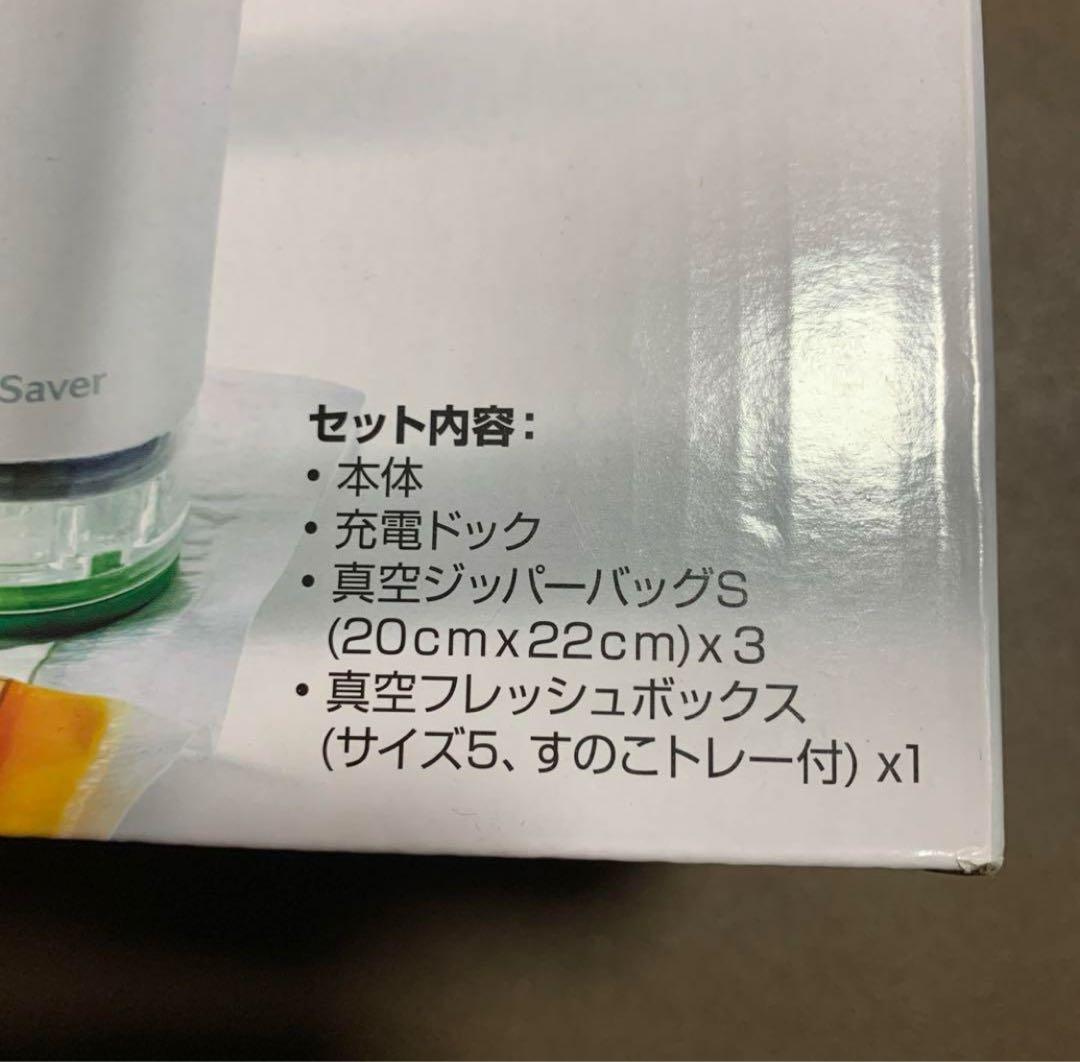 Saver
セット内容：
・本体
・充電ドック
・真空ジッパーバッグS
(20cmx22cm)x3
・真空フレッシュボックス
(サイズ5、すのこトレー付) x1